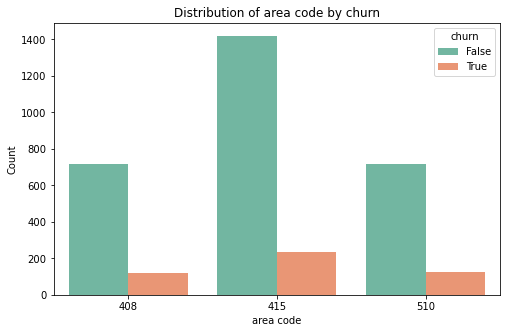 Distribution of area code by churn
churn
False
True
1400
1200
1000
800
600
400
200
0
Count
408 415 510
area code